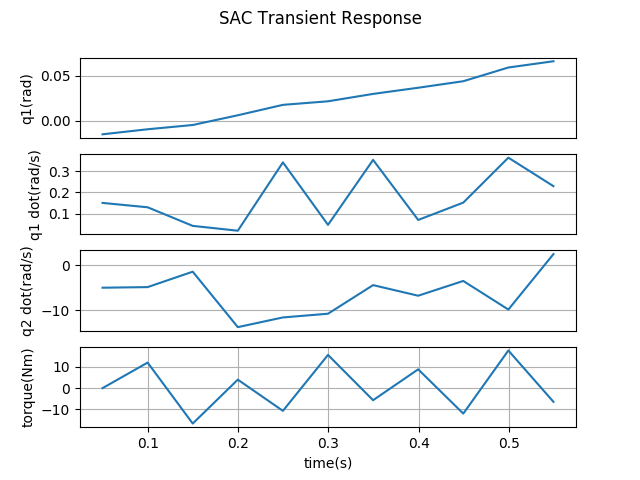 SAC Transient Response
q1(rad)
0.05
0.00
q1 dot(rad/s)
0.3
0.2
0.1
q2 dot(rad/s)
0
−10
torque(Nm)
10
0
−10
0.1 0.2 0.3 0.4 0.5
time(s)